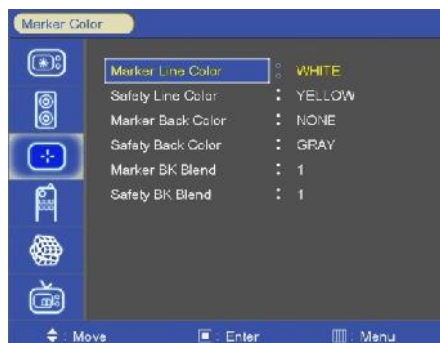 Marker Color
Marker Line Color : WHITE
Safety Line Color : YELLOW
Marker Back Color : NONE
Safety Back Color : GRAY
Marker BK Blend : 1
Safety BK Blend : 1
: Move : Enter : Menu